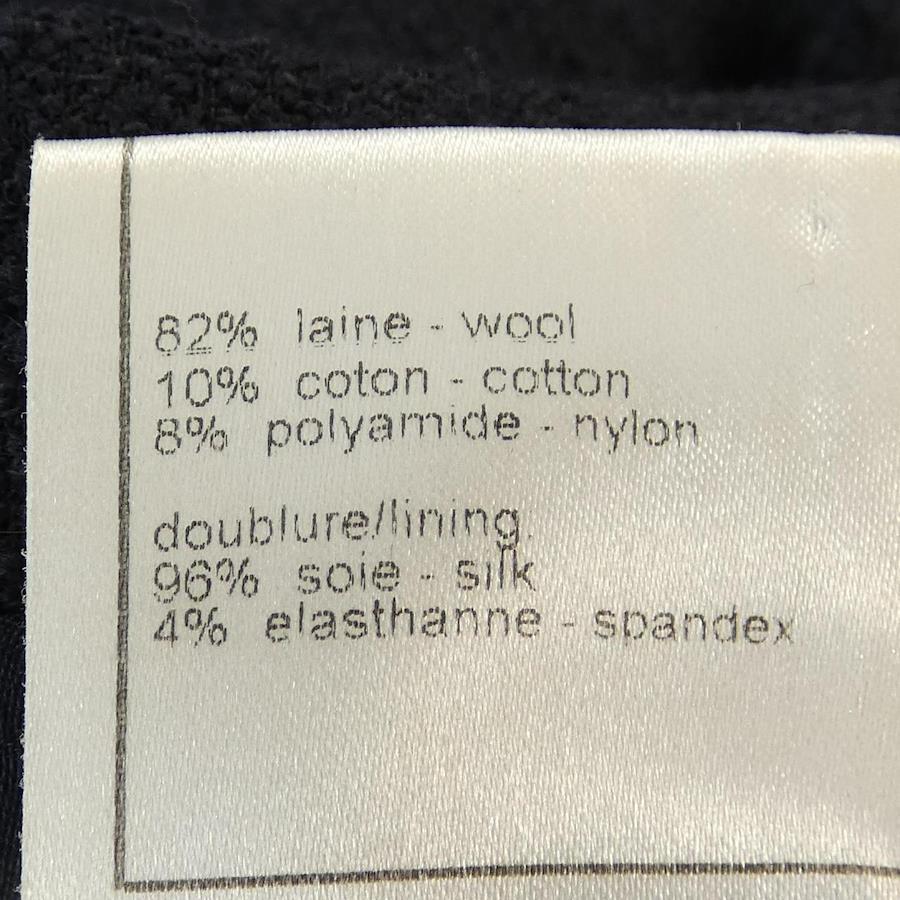 82% laine - wool
10% coton - cotton
8% polyamide - nylon
doublure/lining.
96% soie - silk
4% elasthanne - spandex